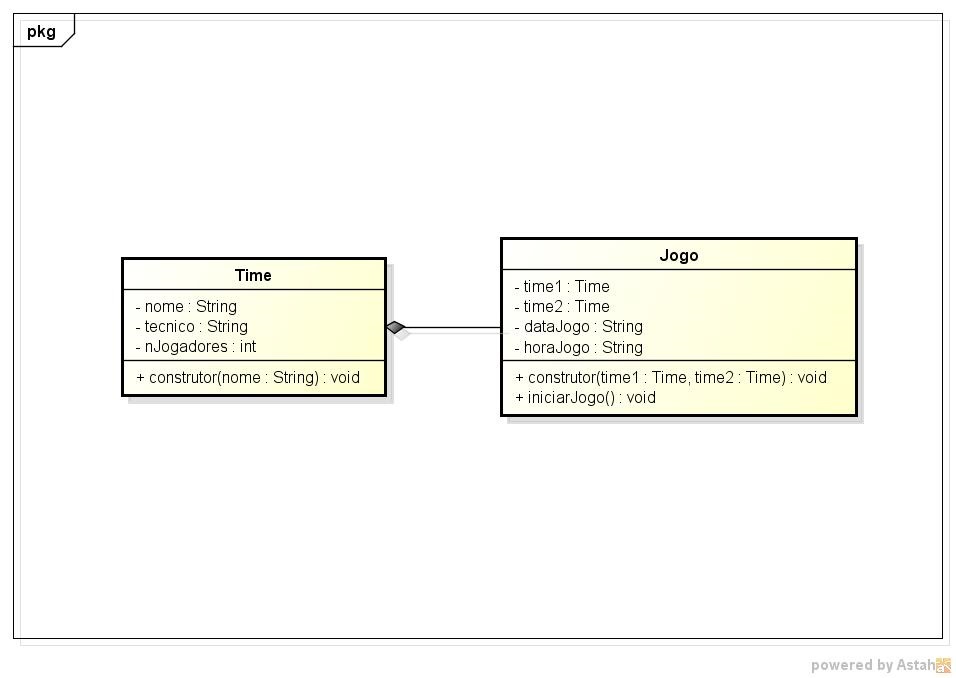 pkg
Time
- nome : String
- tecnico : String
- nJogadores : int
+ construtor(nome : String) : void
Jogo
- time1 : Time
- time2 : Time
- dataJogo : String
- horaJogo : String
+ construtor(time1 : Time, time2 : Time) : void
+ iniciarJogo() : void
powered by Astah